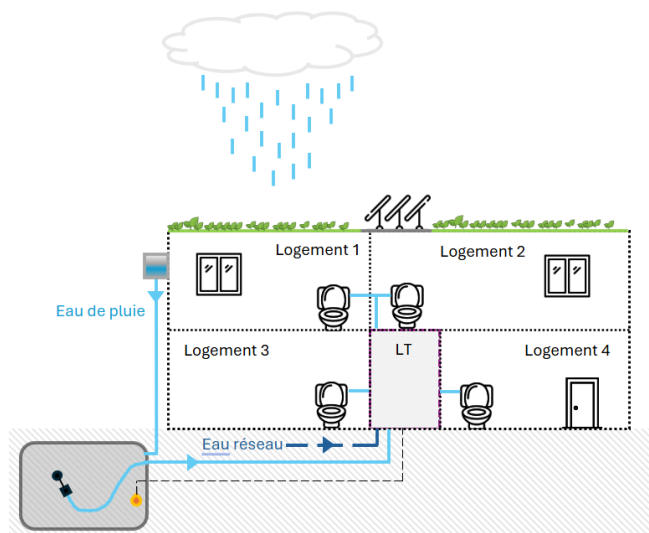 Logement 1
Logement 2
Eau de pluie
Logement 3
LT
Logement 4
Eau réseau